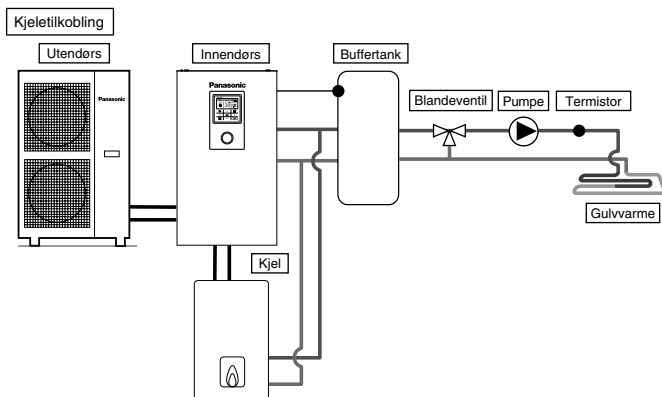 Kjeletilkobling
Utendørs
Innendørs
Buffertank
Blandeventil
Pumpe
Termistor
Panasonic
Panasonic
Gulvvarme
Kjel